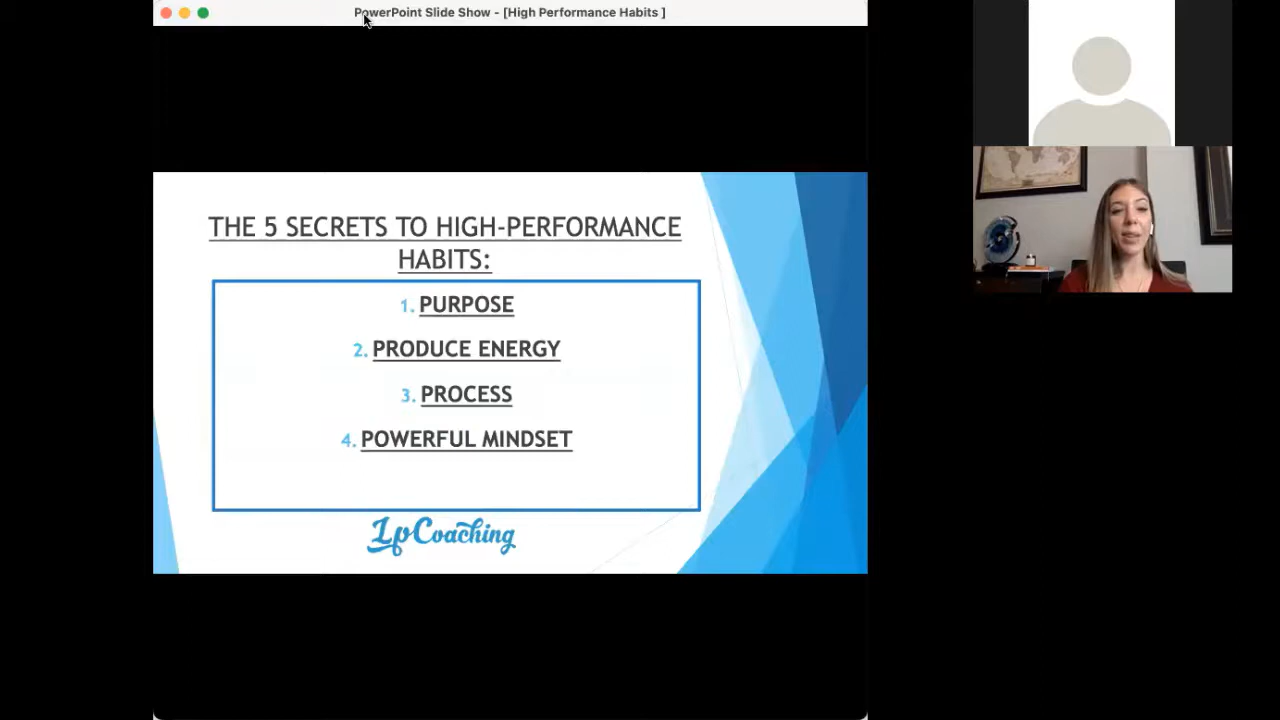 PowerPoint Slide Show - [High Performance Habits ]
THE 5 SECRETS TO HIGH-PERFORMANCE
HABITS:
1. PURPOSE
2. PRODUCE ENERGY
3. PROCESS
4. POWERFUL MINDSET
LpCoaching